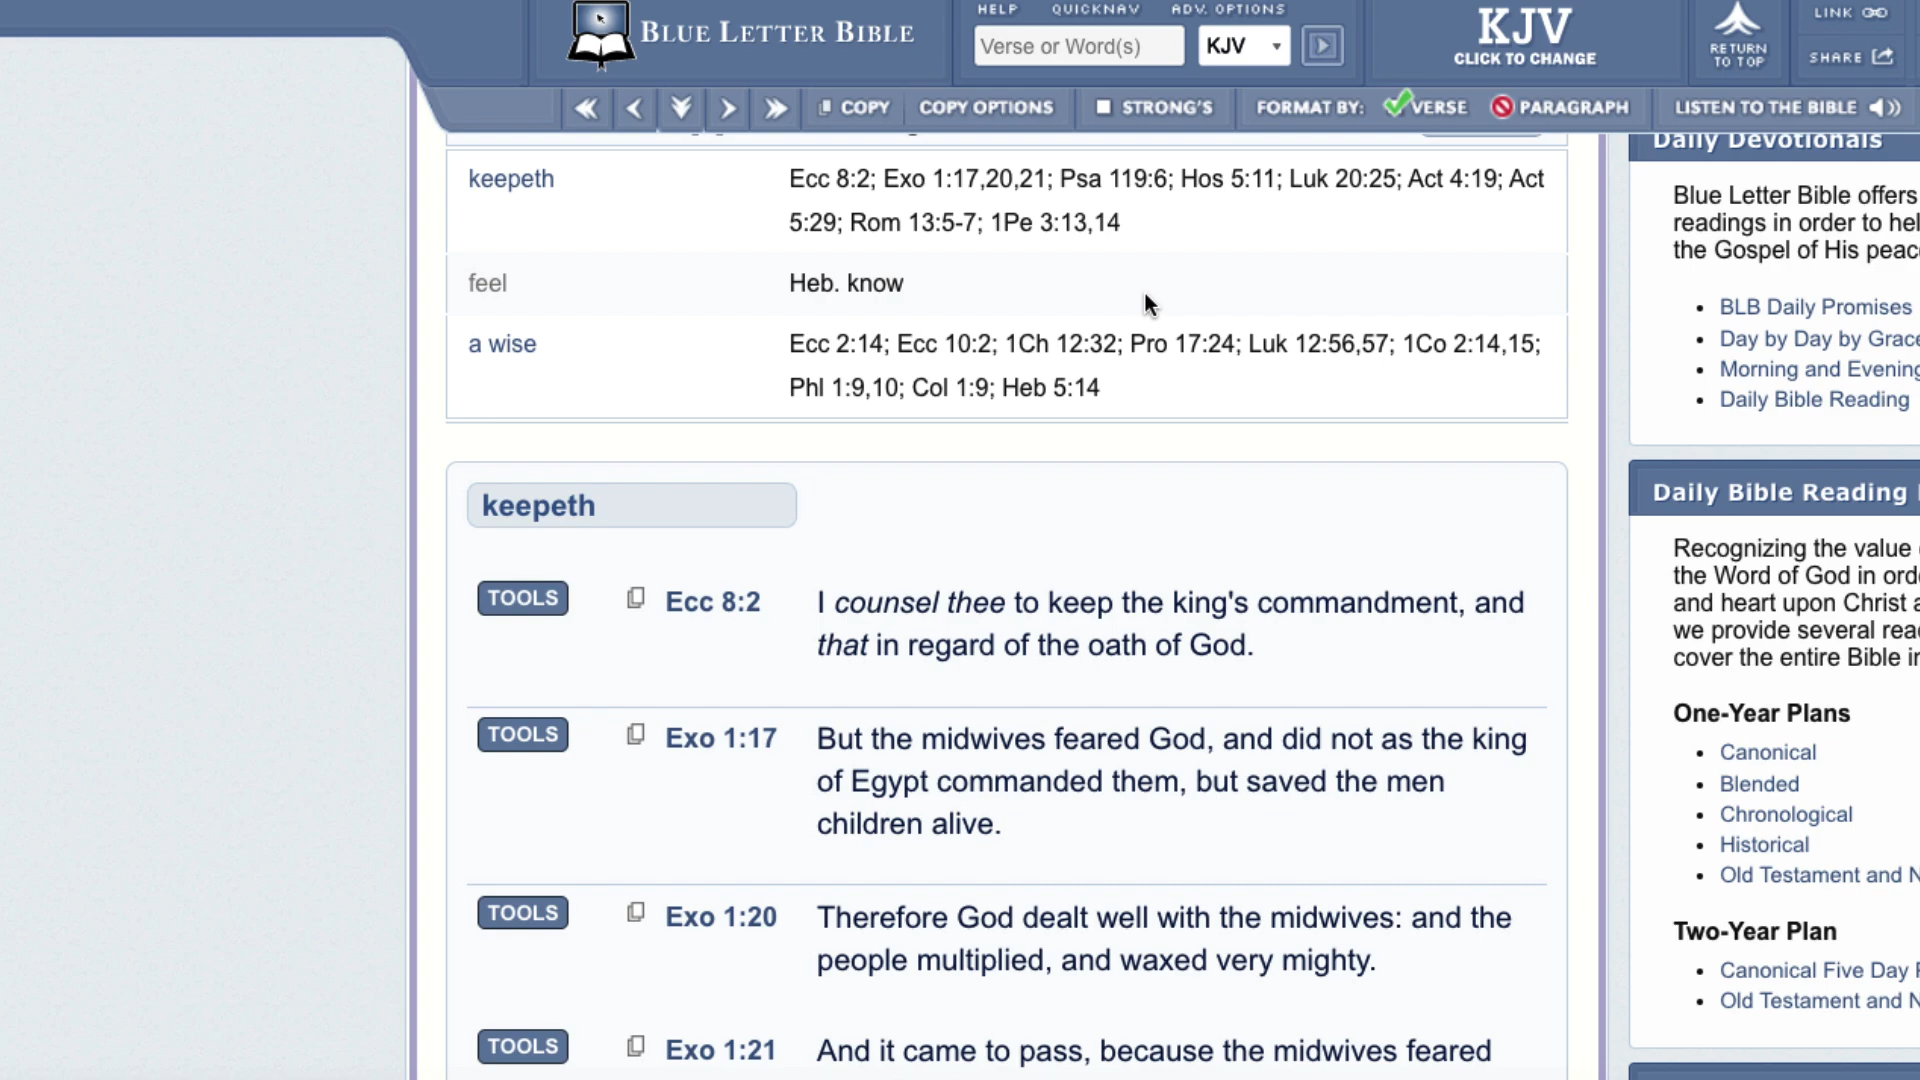 HELP QUICKNAV ADV. OPTIONS
BLUE LETTER BIBLE
Verse or Word(s)
KJV
KJV
CLICK TO CHANGE
RETURN
TO TOP
LINK
SHARE
COPY
COPY OPTIONS
STRONG'S
FORMAT BY:
VERSE
PARAGRAPH
LISTEN TO THE BIBLE
keepeth
Ecc 8:2; Exo 1:17,20,21; Psa 119:6; Hos 5:11; Luk 20:25; Act 4:19; Act
5:29; Rom 13:5-7; 1Pe 3:13,14
feel
Heb. know
a wise
Ecc 2:14; Ecc 10:2; 1Ch 12:32; Pro 17:24; Luk 12:56,57; 1Co 2:14,15;
Phl 1:9,10; Col 1:9; Heb 5:14
keepeth
TOOLS
Ecc 8:2
I counsel thee to keep the king's commandment, and
that in regard of the oath of God.
TOOLS
Exo 1:17
But the midwives feared God, and did not as the king
of Egypt commanded them, but saved the men
children alive.
TOOLS
Exo 1:20
Therefore God dealt well with the midwives: and the
people multiplied, and waxed very mighty.
TOOLS
Exo 1:21
And it came to pass, because the midwives feared
Daily Devotionals
Blue Letter Bible offers
readings in order to
the Gospel of His
BLB Daily Promises
Day by Day by Grace
Morning and Evening
Daily Bible Reading
Daily Bible Reading
Recognizing the value
the Word of God in
and heart upon Christ
we provide several
cover the entire Bible
One-Year Plans
Canonical
Blended
Chronological
Historical
Old Testament and N
Two-Year Plan
Canonical Five Day
Old Testament and N